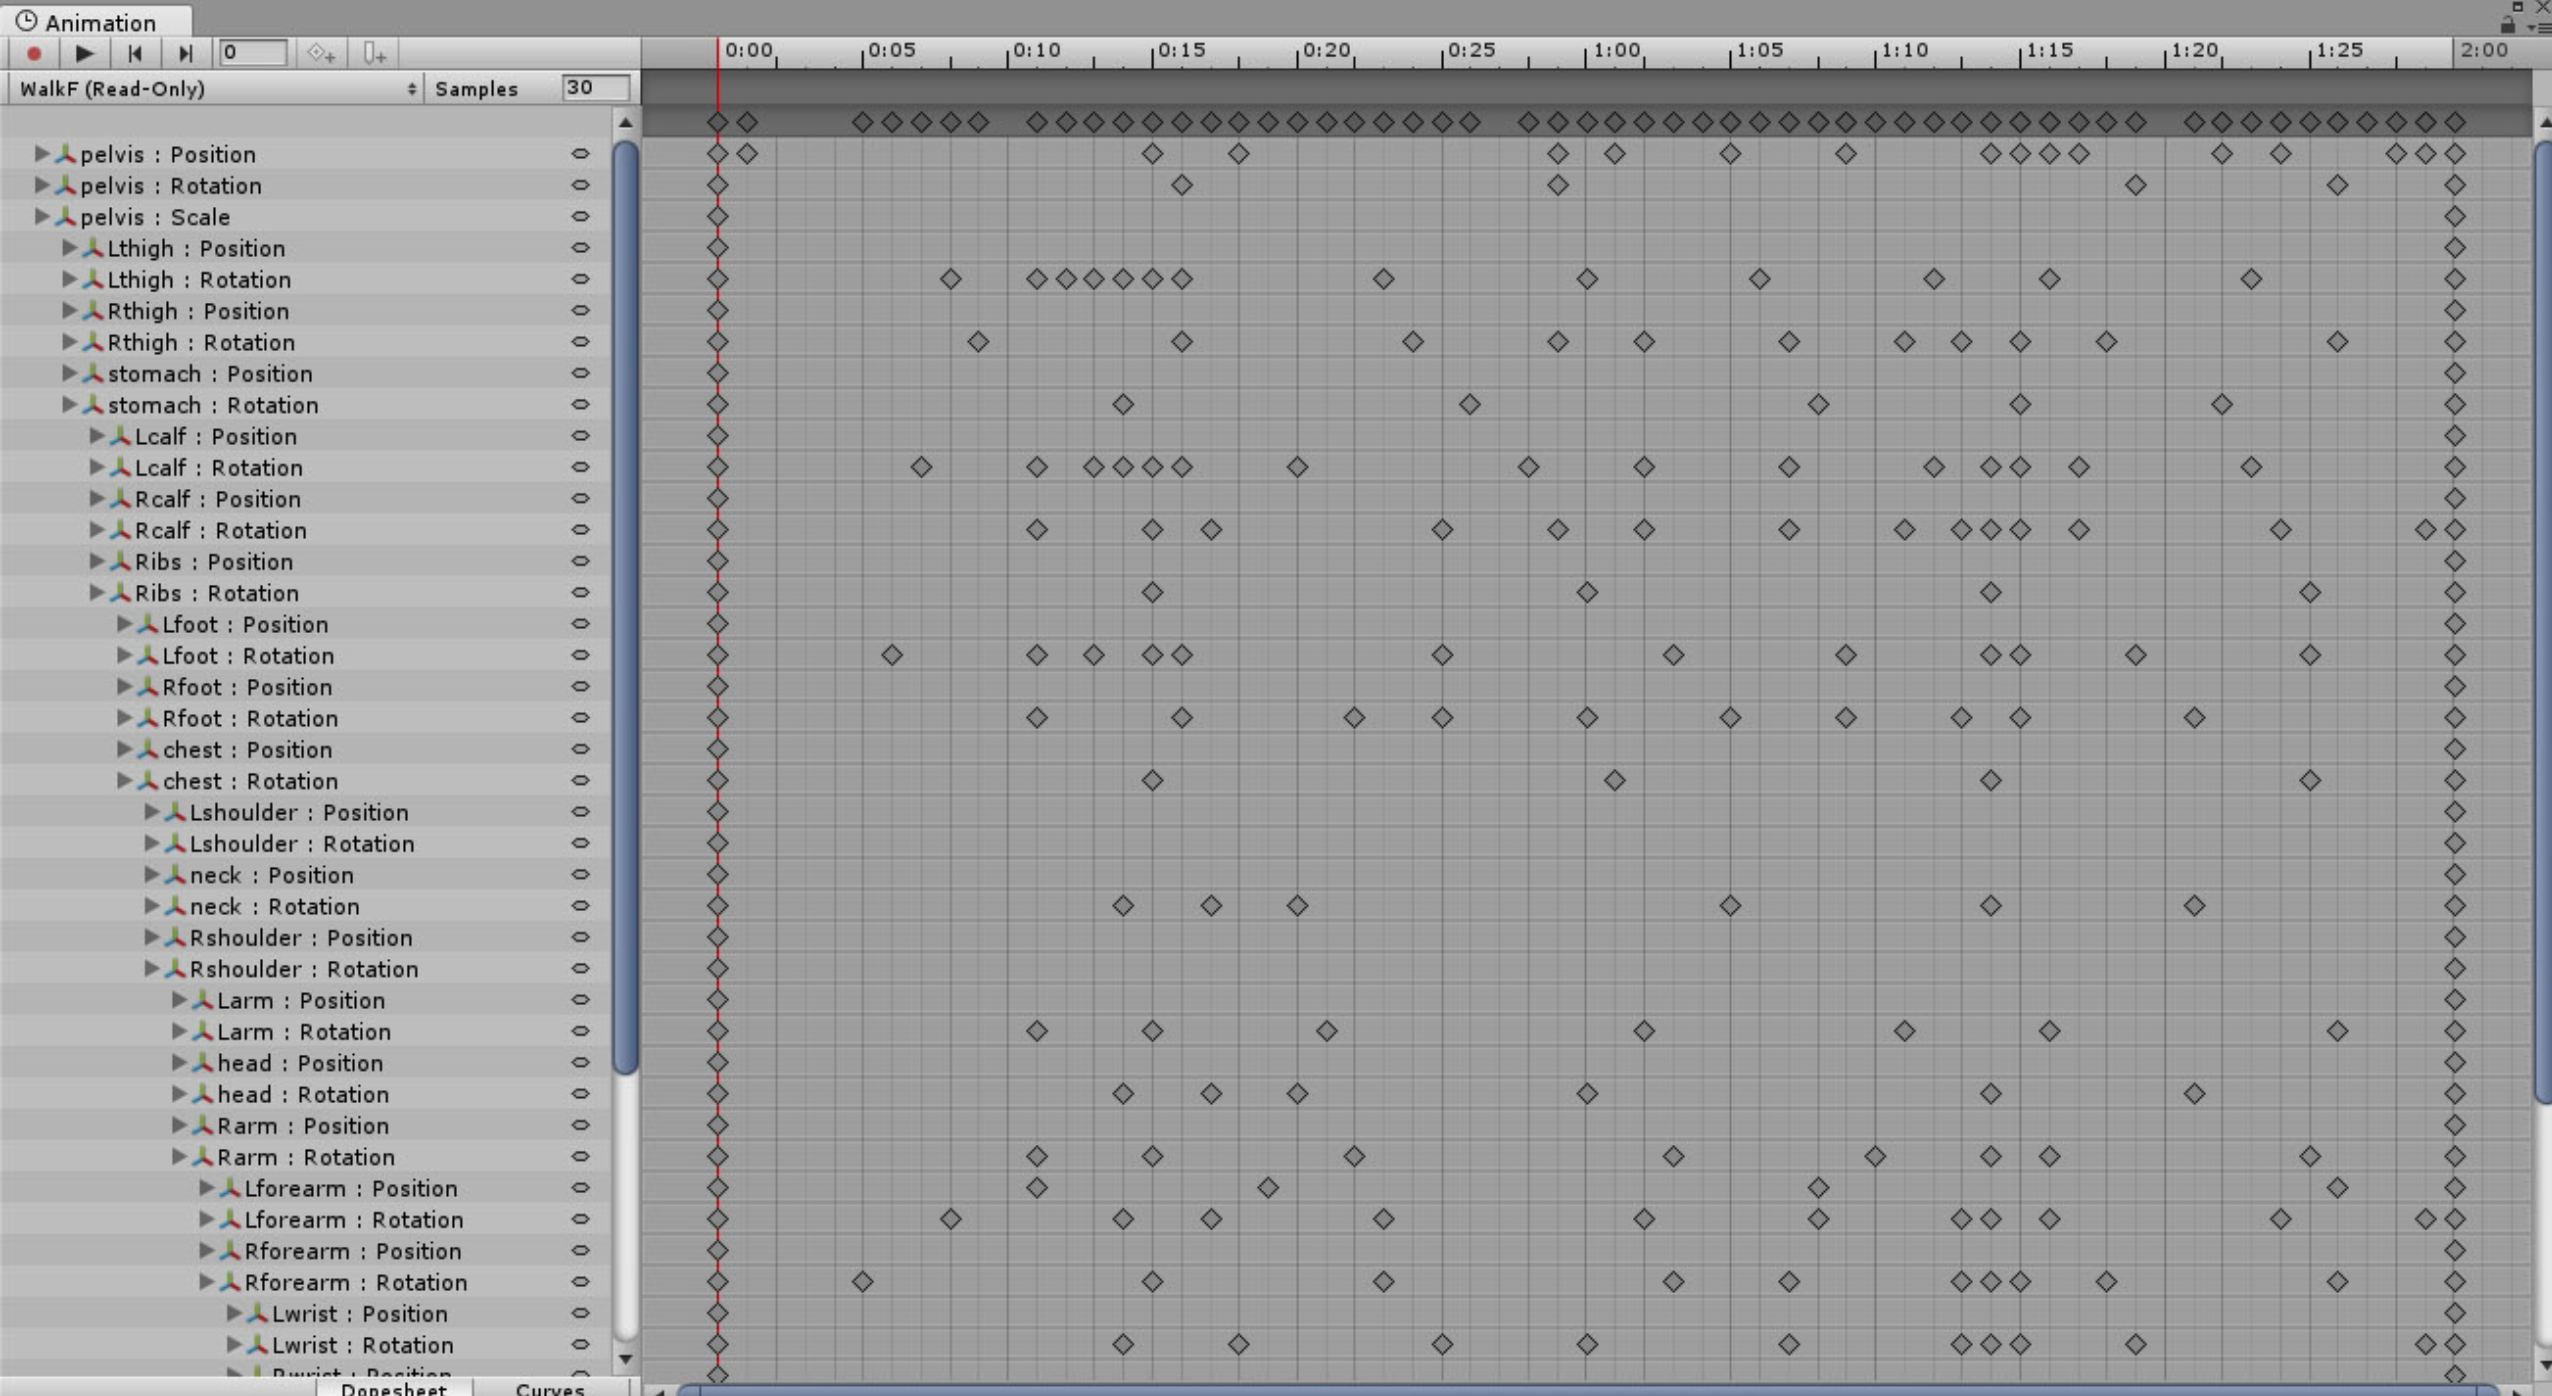 Animation
0
0:00 0:05 0:10 0:15 0:20 0:25 1:00 1:05 1:10 1:15 1:20 1:25 2:00
WalkF (Read-Only) Samples 30
pelvis : Position
pelvis : Rotation
pelvis : Scale
Lthigh : Position
Lthigh : Rotation
Rthigh : Position
Rthigh : Rotation
stomach : Position
stomach : Rotation
Lcalf : Position
Lcalf : Rotation
Rcalf : Position
Rcalf : Rotation
Ribs : Position
Ribs : Rotation
Lfoot : Position
Lfoot : Rotation
Rfoot : Position
Rfoot : Rotation
chest : Position
chest : Rotation
Lshoulder : Position
Lshoulder : Rotation
neck : Position
neck : Rotation
Rshoulder : Position
Rshoulder : Rotation
Larm : Position
Larm : Rotation
head : Position
head : Rotation
Rarm : Position
Rarm : Rotation
Lforearm : Position
Lforearm : Rotation
Rforearm : Position
Rforearm : Rotation
Lwrist : Position
Lwrist : Rotation
Rwrist : Position
Dopesheet Curves